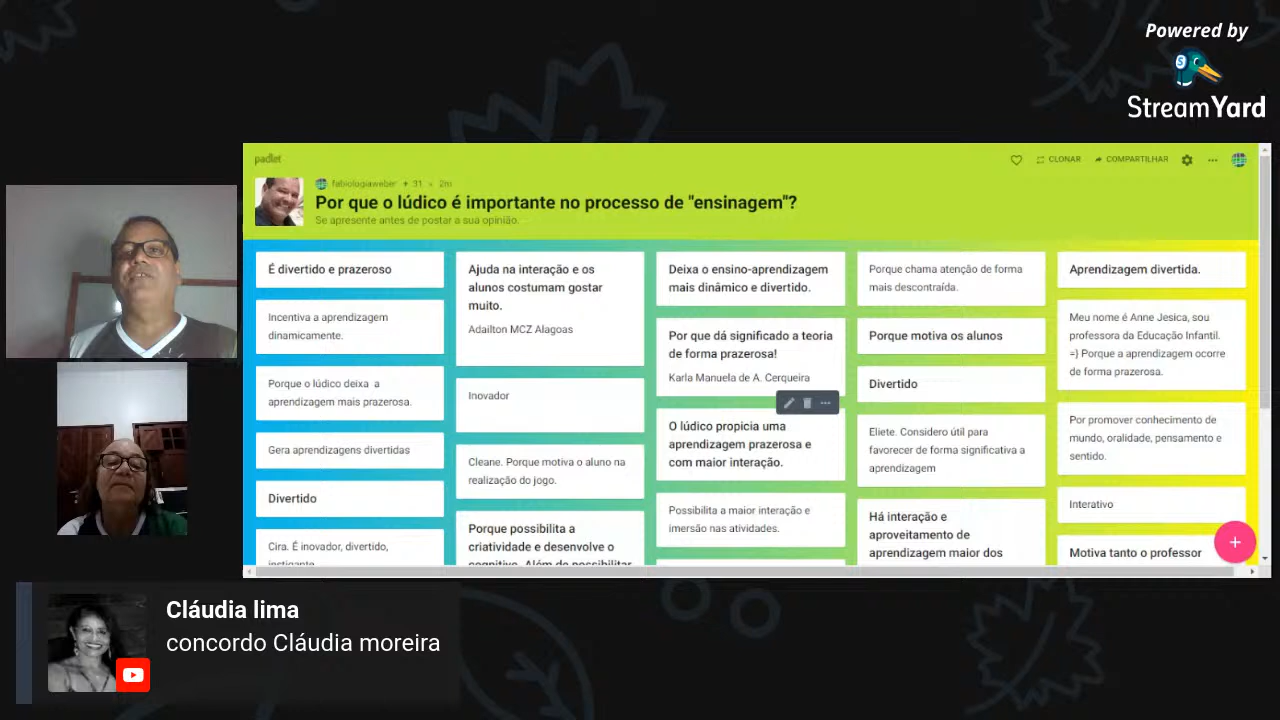 Powered by
StreamYard
padlet
CLONAR
COMPARTILHAR
fabiologiaweber + 31 • 2m
Por que o lúdico é importante no processo de "ensinagem"?
Se apresente antes de postar a sua opinião.
É divertido e prazeroso
Incentiva a aprendizagem
dinamicamente.
Porque o lúdico deixa a
aprendizagem mais prazerosa.
Gera aprendizagens divertidas
Divertido
Cira. É inovador, divertido,
instigante
Ajuda na interação e os
alunos costumam gostar
muito.
Adailton MCZ Alagoas
Inovador
Cleane. Porque motiva o aluno na
realização do jogo.
Porque possibilita a
criatividade e desenvolve o
cognitivo. Além de possibilitar
Deixa o ensino-aprendizagem
mais dinâmico e divertido.
Por que dá significado a teoria
de forma prazerosa!
Karla Manuela de A. Cerqueira
O lúdico propicia uma
aprendizagem prazerosa e
com maior interação.
Possibilita a maior interação e
imersão nas atividades.
Porque chama atenção de forma
mais descontraída.
Porque motiva os alunos
Divertido
Eliete. Considero útil para
favorecer de forma significativa a
aprendizagem
Há interação e
aproveitamento de
aprendizagem maior dos
Aprendizagem divertida.
Meu nome é Anne Jesica, sou
professora da Educação Infantil.
=) Porque a aprendizagem ocorre
de forma prazerosa.
Por promover conhecimento de
mundo, oralidade, pensamento e
sentido.
Interativo
Motiva tanto o professor
Cláudia lima
concordo Cláudia moreira